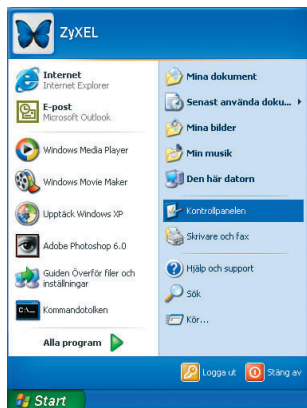 ZyXEL
Internet
Internet Explorer
E-post
Microsoft Outlook
Windows Media Player
Windows Movie Maker
Upptäck Windows XP
Adobe Photoshop 6.0
Guiden Överför filer och
inställningar
Kommandotolken
Alla program
Mina dokument
Senast använda doku...
Mina bilder
Min musik
Den här datorn
Kontrollpanelen
Skrivare och fax
Hjälp och support
Sök
Kör...
Logga ut
Stäng av
Start